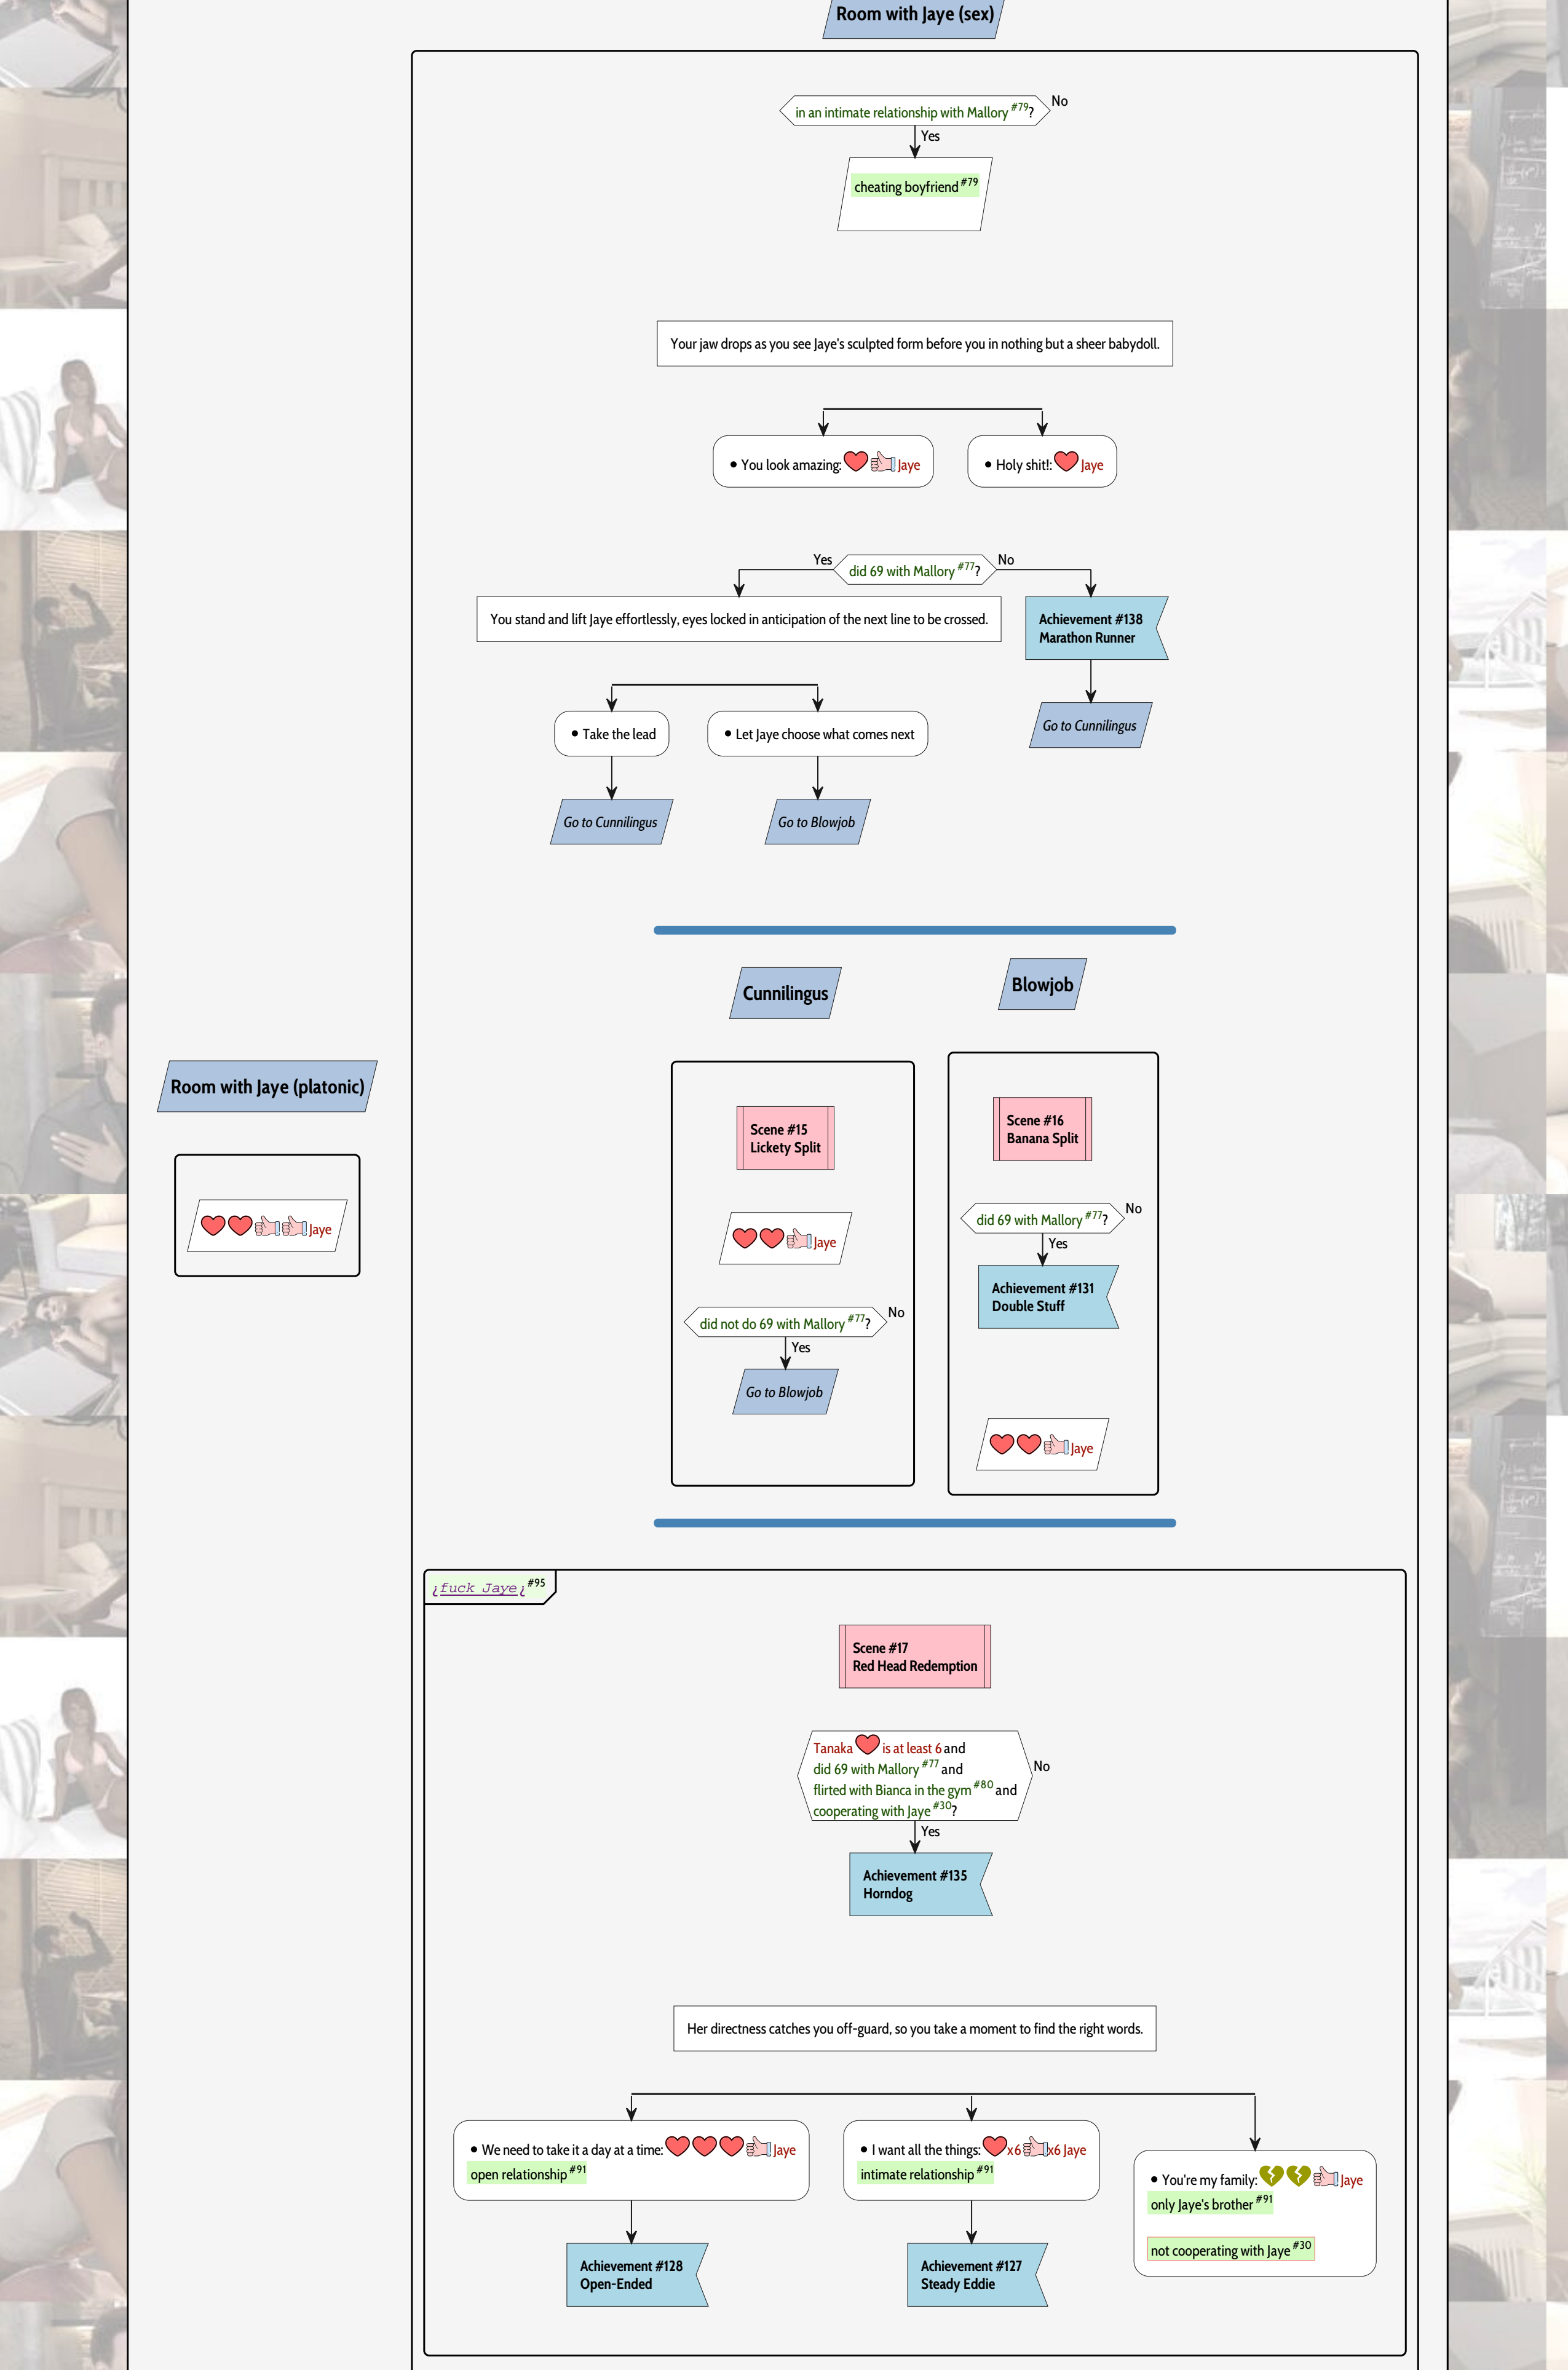 Room with Jaye (sex)
in an intimate relationship with Mallory #79?
No
Yes
cheating boyfriend #79
Your jaw drops as you see Jaye's sculpted form before you in nothing but a sheer babydoll.
• You look amazing: Jaye
• Holy shit!: Jaye
Yes
did 69 with Mallory #77?
No
You stand and lift Jaye effortlessly, eyes locked in anticipation of the next line to be crossed.
Achievement #138
Marathon Runner
• Take the lead
• Let Jaye choose what comes next
Go to Cunnilingus
Go to Cunnilingus
Go to Blowjob
Cunnilingus
Blowjob
Room with Jaye (platonic)
Jaye
Scene #15
Lickety Split
Jaye
did not do 69 with Mallory #77?
No
Yes
Go to Blowjob
Scene #16
Banana Split
did 69 with Mallory #77?
No
Yes
Achievement #131
Double Stuff
Jaye
¿fuck Jaye¿ #95
Scene #17
Red Head Redemption
Tanaka is at least 6 and
did 69 with Mallory #77 and
flirted with Bianca in the gym #80 and
cooperating with Jaye #30?
No
Yes
Achievement #135
Horndog
Her directness catches you off-guard, so you take a moment to find the right words.
• We need to take it a day at a time: Jaye
open relationship #91
• I want all the things: x6 x6 Jaye
intimate relationship #91
• You're my family: Jaye
only Jaye's brother #91
not cooperating with Jaye #30
Achievement #128
Open-Ended
Achievement #127
Steady Eddie